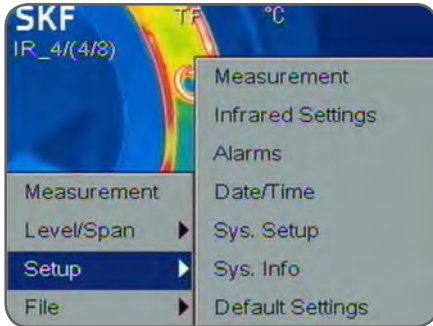 SKF TF °C
IR_4/(4/8)
Measurement
Infrared Settings
Alarms
Measurement
Date/Time
Level/Span
Sys. Setup
Setup
Sys. Info
File
Default Settings